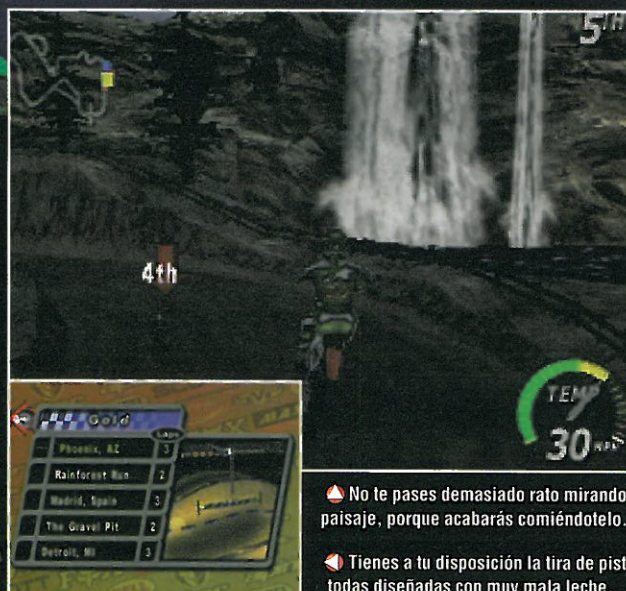 5TH
4th
TEMP
30 MPH
Gold
Laps
Phoenix, AZ 3
Rainforest Run 2
Madrid, Spain 3
The Gravel Pit 2
Detroit, MI 3
No te pases demasiado rato mirando
paisaje, porque acabarás comiéndotelo.
Tienes a tu disposición la tira de pist
todas diseñadas con muy mala leche